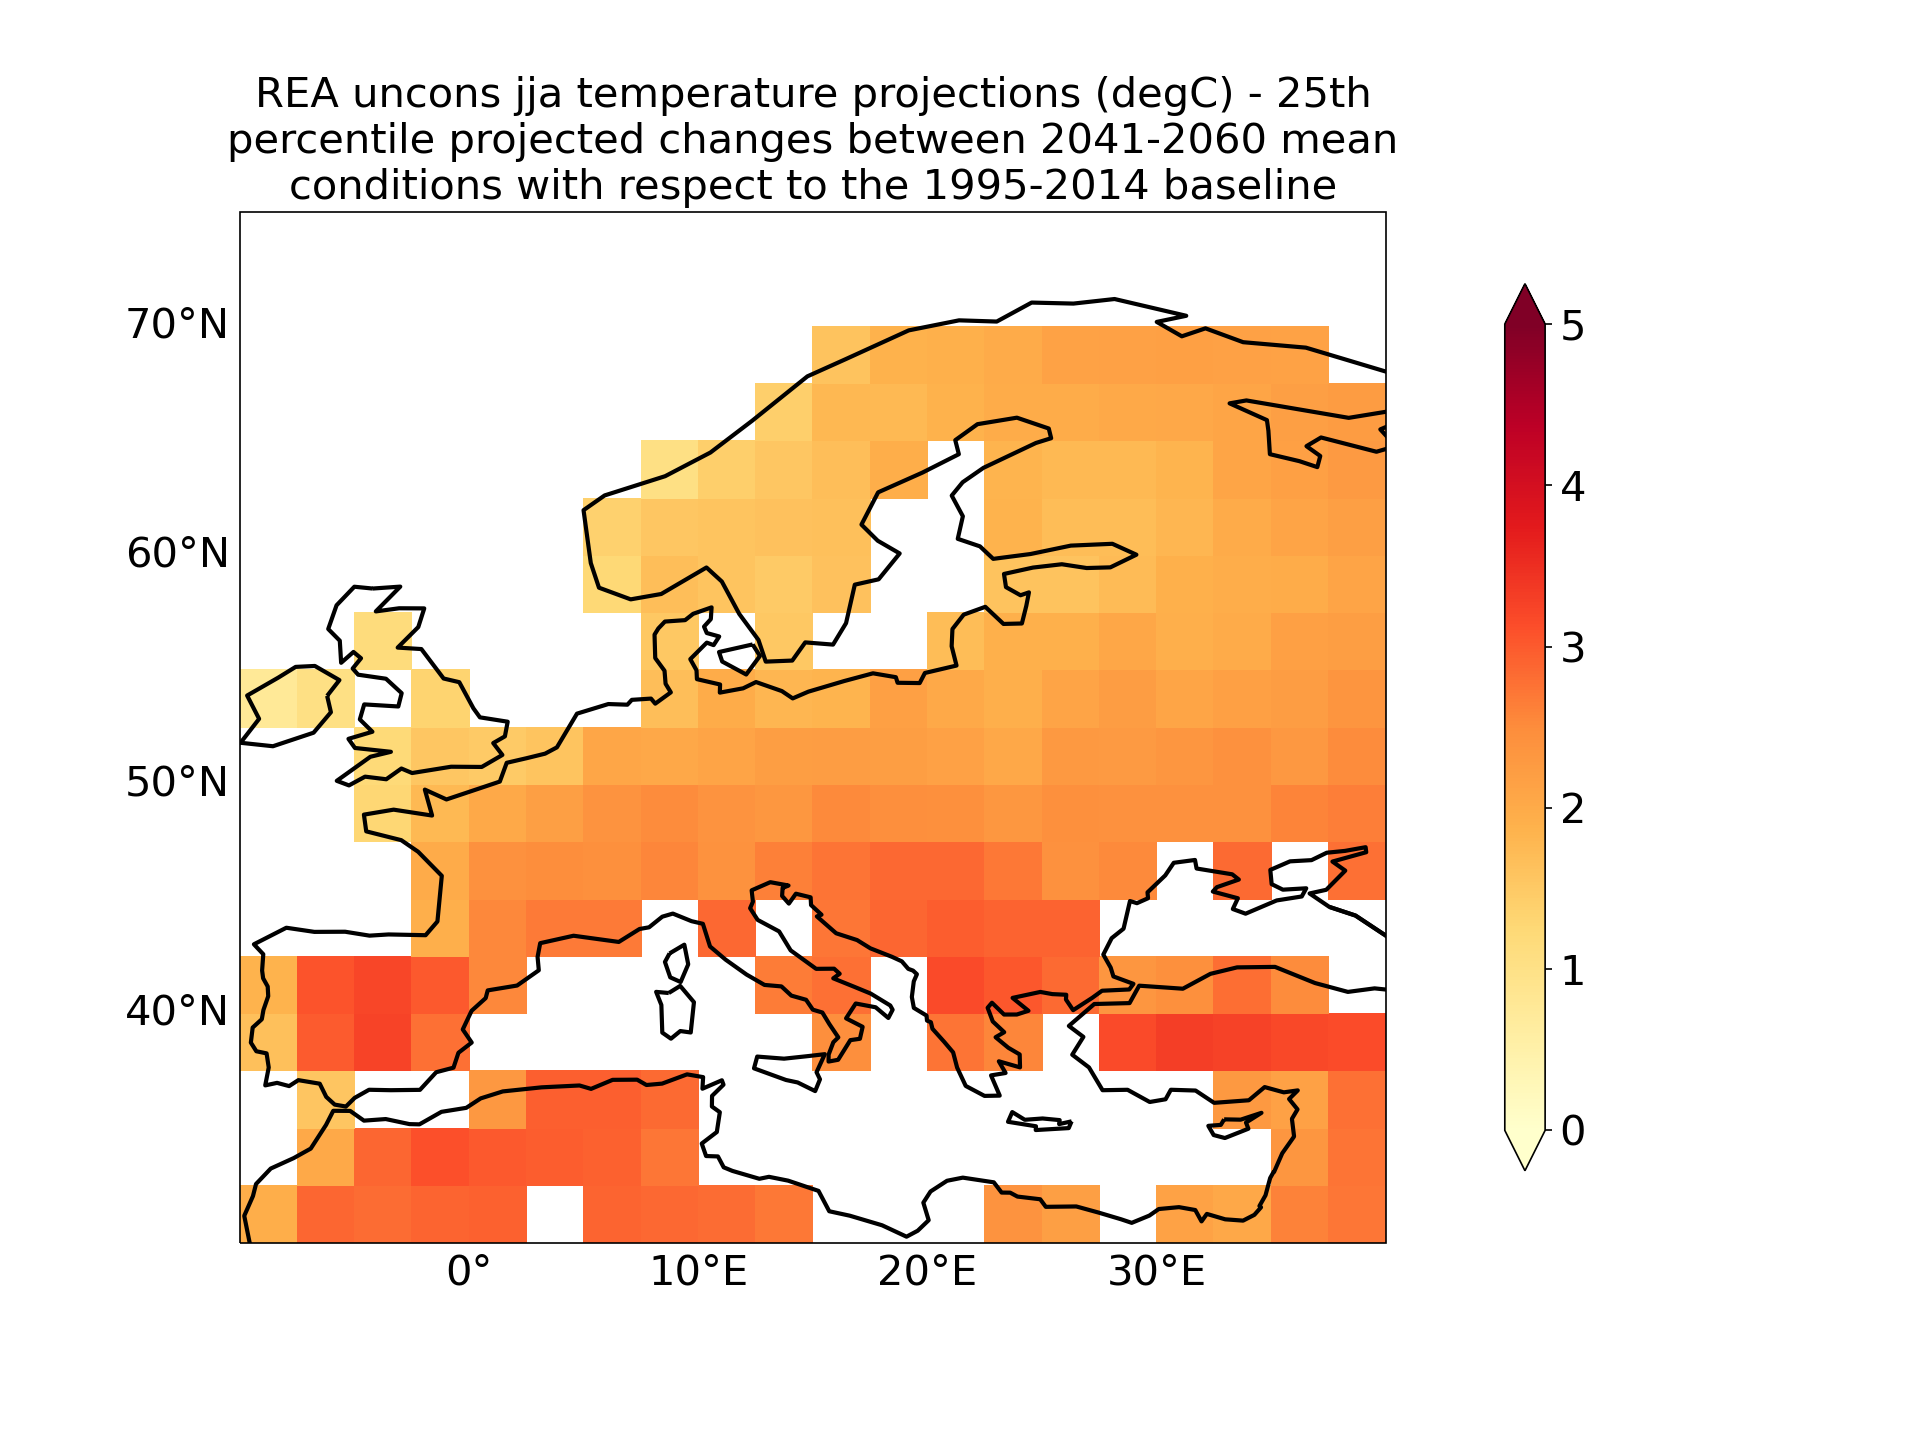 REA uncons jja temperature projections (degC) - 25th
percentile projected changes between 2041-2060 mean
conditions with respect to the 1995-2014 baseline
70°N
60°N
50°N
40°N
0°
10°E
20°E
30°E
5
4
3
2
1
0